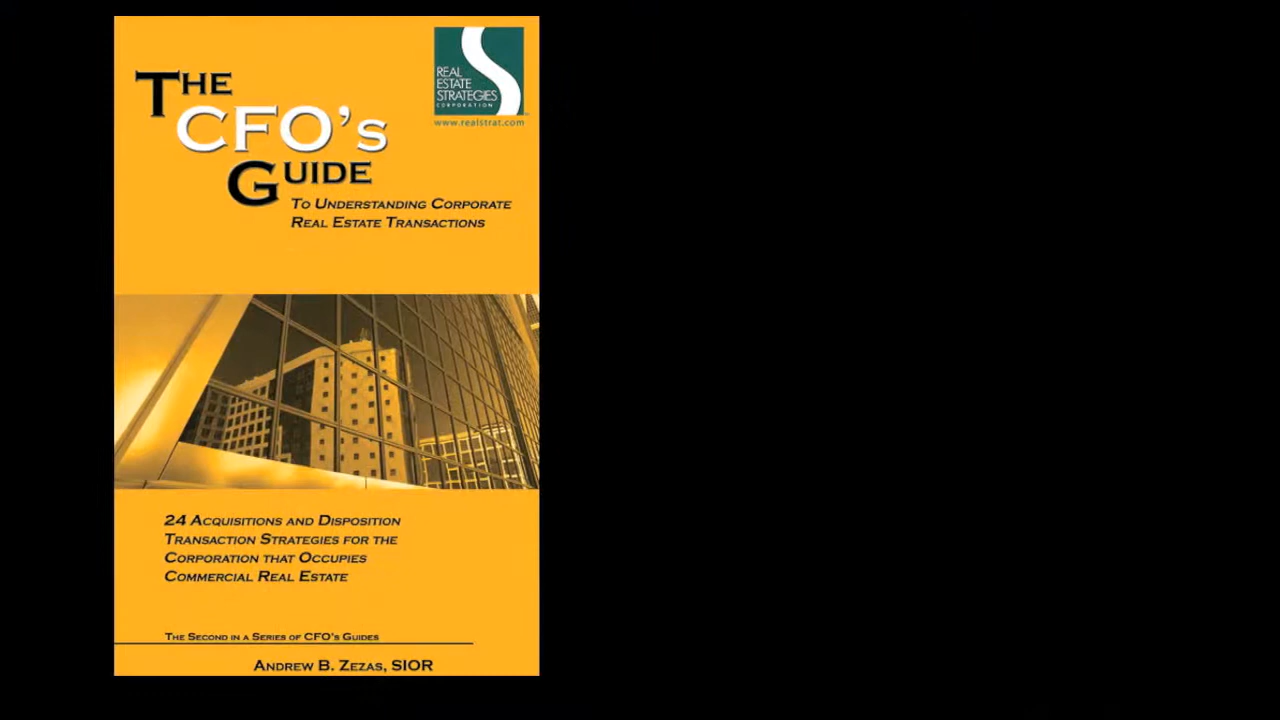 THE
CFO's
GUIDE
TO UNDERSTANDING CORPORATE
REAL ESTATE TRANSACTIONS
REAL
ESTATE
STRATEGIES
CORPORATION
www.realstrat.com
24 ACQUISITIONS AND DISPOSITION
TRANSACTION STRATEGIES FOR THE
CORPORATION THAT OCCUPIES
COMMERCIAL REAL ESTATE
THE SECOND IN A SERIES OF CFO'S GUIDES
ANDREW B. ZEZAS, SIOR